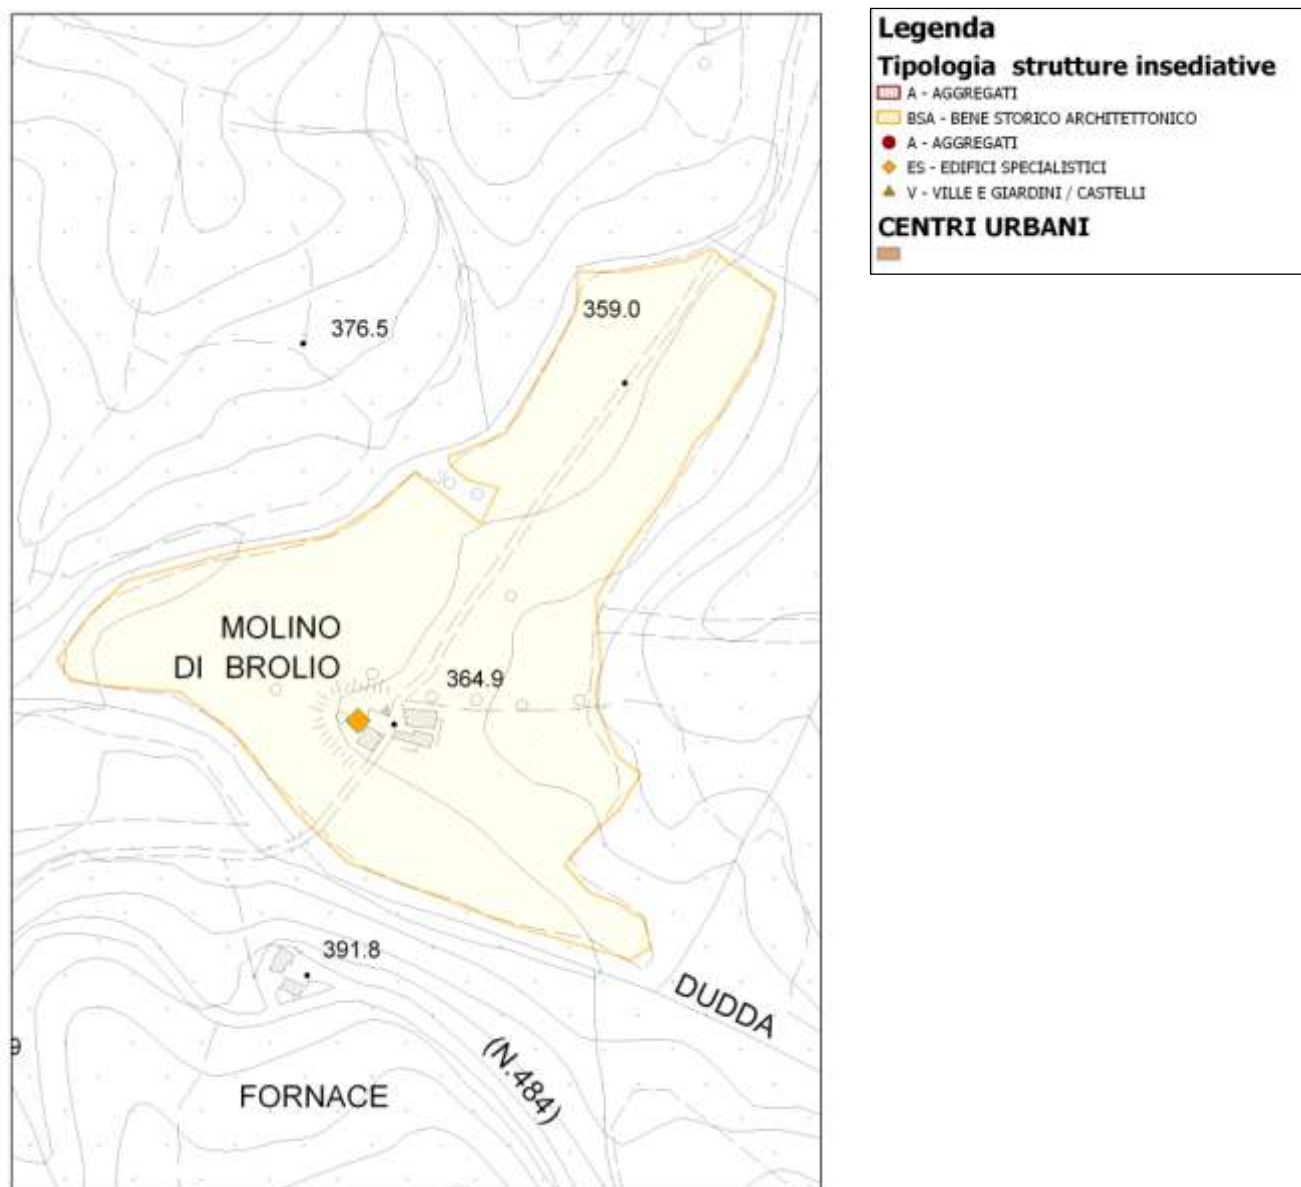 376.5
359.0
MOLINO
DI BROLIO
364.9
391.8
DUDDA
(N.484)
9
FORNACE
Legenda
Tipologia strutture insediative
A - AGGREGATI
BSA - BENE STORICO ARCHITETTONICO
A - AGGREGATI
ES - EDIFICI SPECIALISTICI
V - VILLE E GIARDINI / CASTELLI
CENTRI URBANI